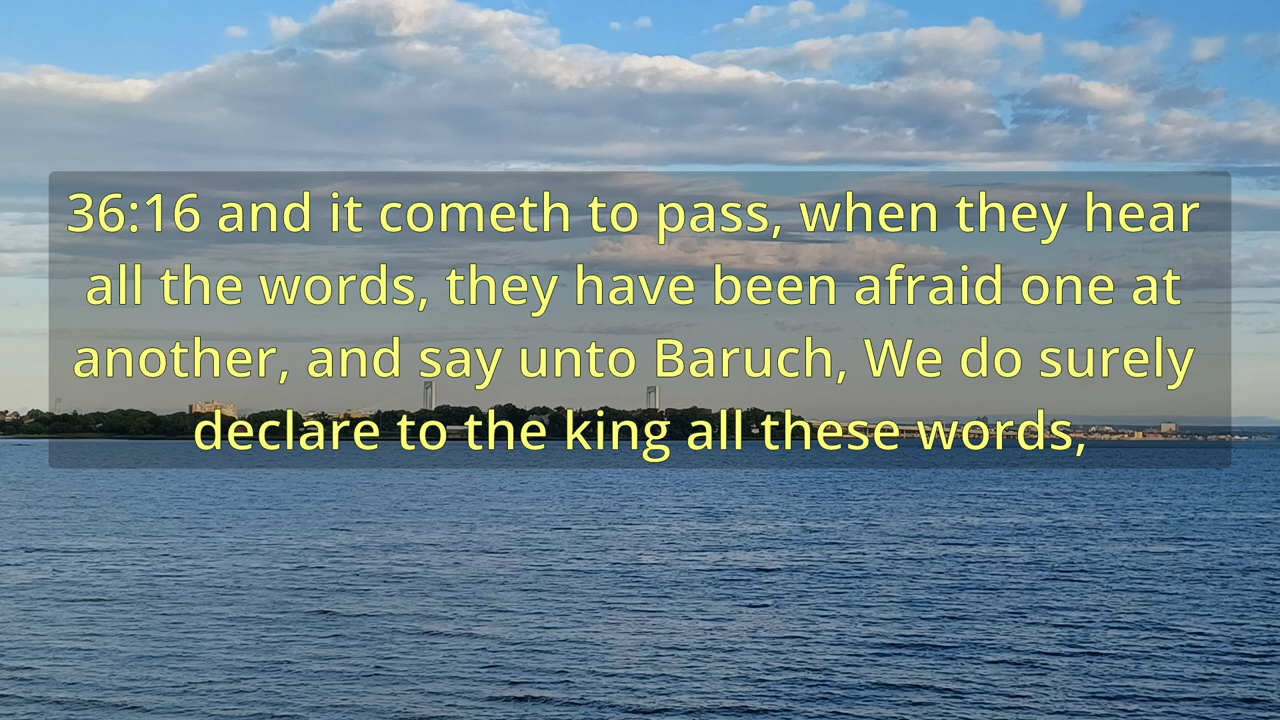 36:16 and it cometh to pass, when they hear
all the words, they have been afraid one at
another, and say unto Baruch, We do surely
declare to the king all these words,